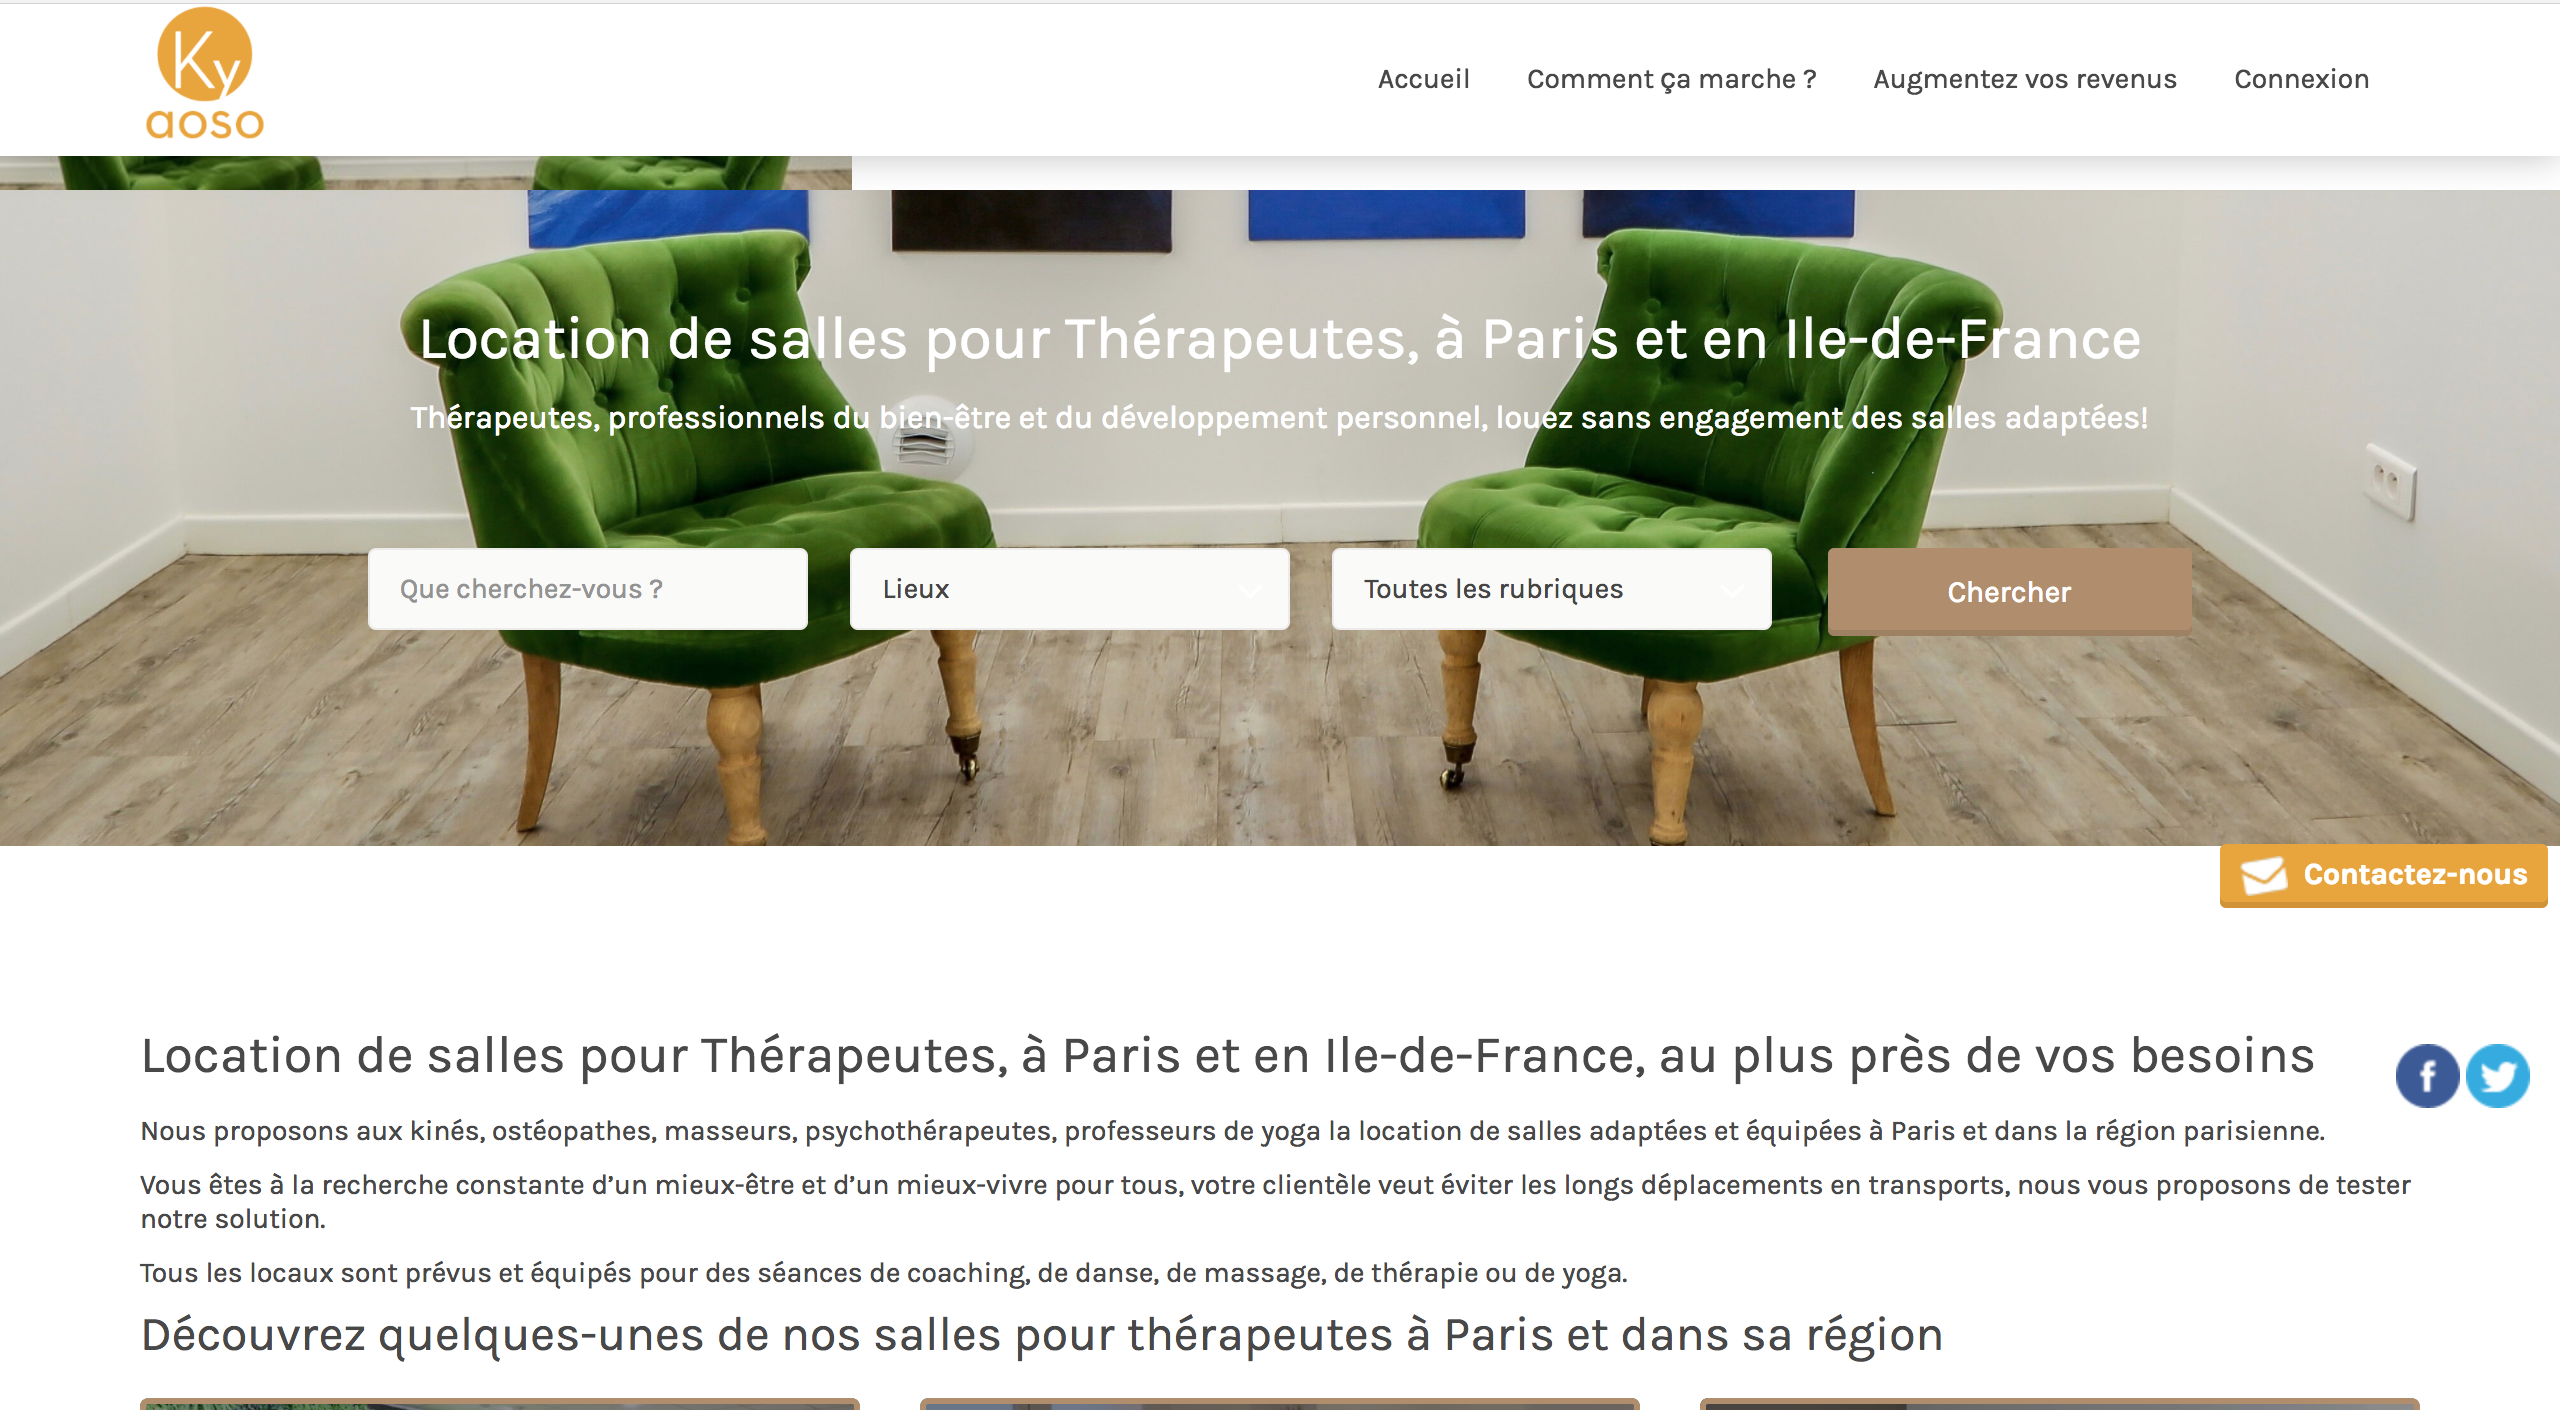 Ky
aoso
Accueil
Comment ça marche ?
Augmentez vos revenus
Connexion
Location de salles pour Thérapeutes, à Paris et en Ile-de-France
Thérapeutes, professionnels du bien-être et du développement personnel, louez sans engagement des salles adaptées!
Que cherchez-vous ?
Lieux
Toutes les rubriques
Chercher
Contactez-nous
Location de salles pour Thérapeutes, à Paris et en Ile-de-France, au plus près de vos besoins
f
Nous proposons aux kinés, ostéopathes, masseurs, psychothérapeutes, professeurs de yoga la location de salles adaptées et équipées à Paris et dans la région parisienne.
Vous êtes à la recherche constante d’un mieux-être et d’un mieux-vivre pour tous, votre clientèle veut éviter les longs déplacements en transports, nous vous proposons de tester
notre solution.
Tous les locaux sont prévus et équipés pour des séances de coaching, de danse, de massage, de thérapie ou de yoga.
Découvrez quelques-unes de nos salles pour thérapeutes à Paris et dans sa région